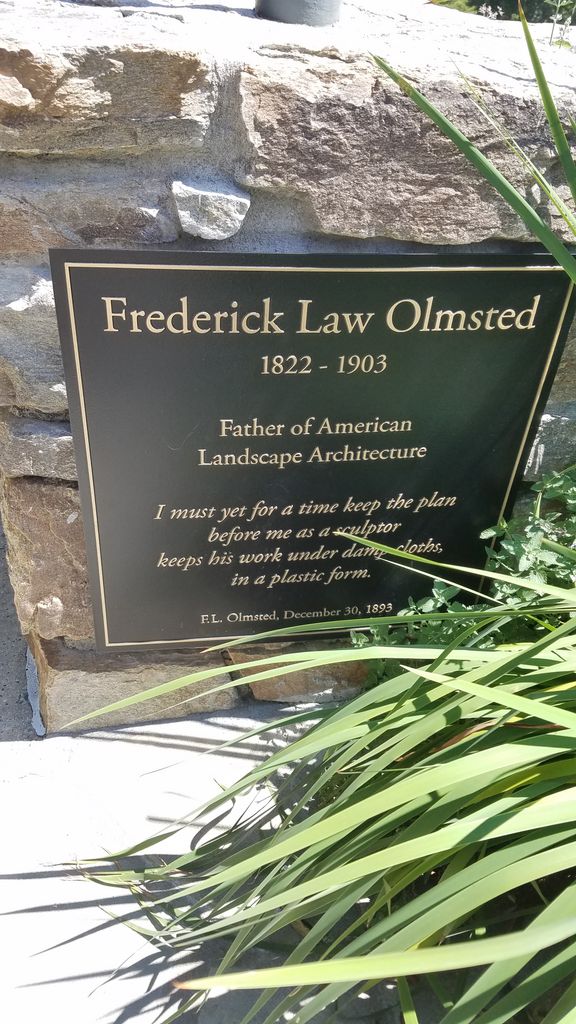 Frederick Law Olmsted
1822 - 1903
Father of American
Landscape Architecture
I must yet for a time keep the plan
before me as a sculptor
keeps his work under damp cloths,
in a plastic form.
F.L. Olmsted, December 30, 1893